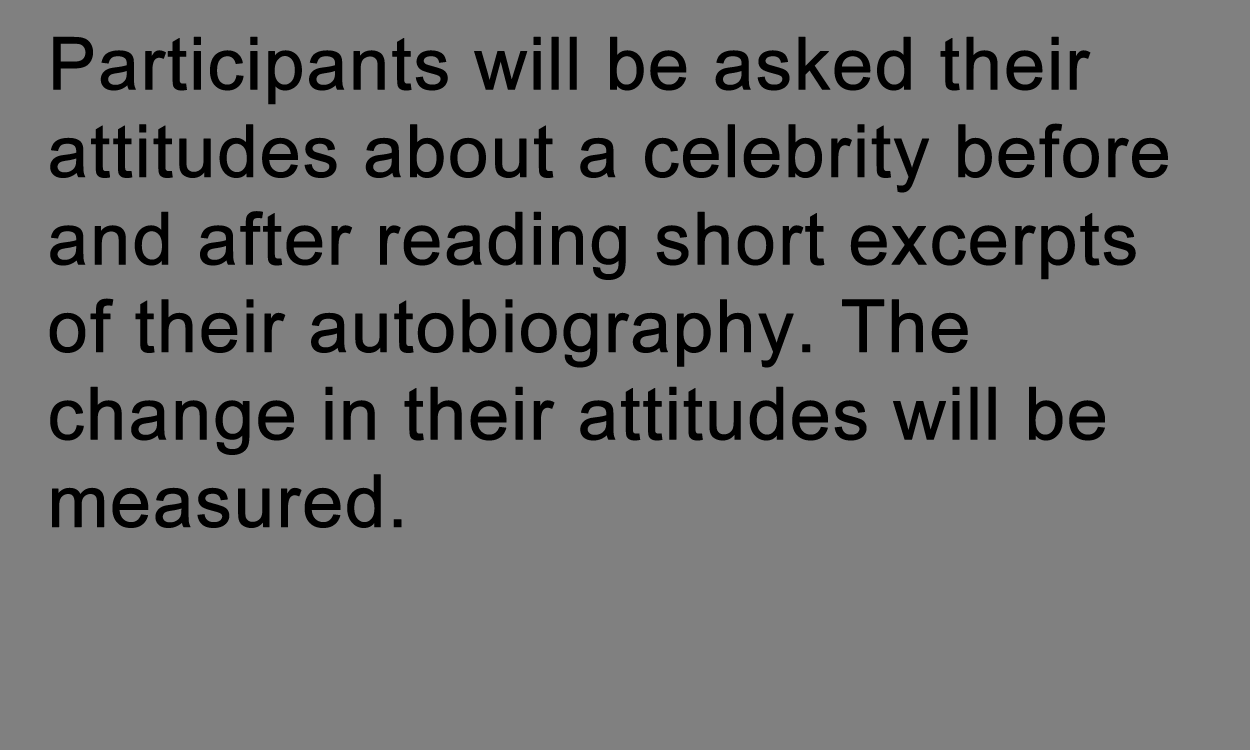 Participants will be asked their
attitudes about a celebrity before
and after reading short excerpts
of their autobiography. The
change in their attitudes will be
measured.